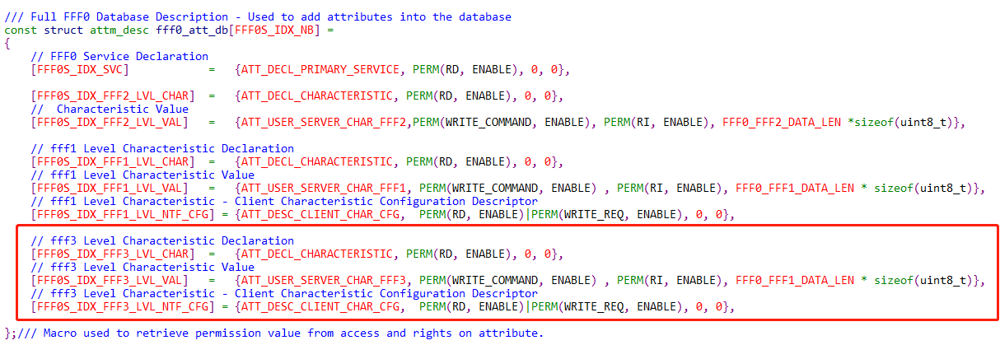 /// Full FFF0 Database Description - Used to add attributes into the database
const struct attm_desc fff0_att_db[FFF0S_IDX_NB] =
{
// FFF0 Service Declaration
[FFF0S_IDX_SVC] = {ATT_DECL_PRIMARY_SERVICE, PERM(RD, ENABLE), 0, 0},
[FFF0S_IDX_FFF2_LVL_CHAR] = {ATT_DECL_CHARACTERISTIC, PERM(RD, ENABLE), 0, 0},
// Characteristic Value
[FFF0S_IDX_FFF2_LVL_VAL] = {ATT_USER_SERVER_CHAR_FFF2,PERM(WRITE_COMMAND, ENABLE), PERM(RI, ENABLE), FFF0_FFF2_DATA_LEN *sizeof(uint8_t)},
// fff1 Level Characteristic Declaration
[FFF0S_IDX_FFF1_LVL_CHAR] = {ATT_DECL_CHARACTERISTIC, PERM(RD, ENABLE), 0, 0},
// fff1 Level Characteristic Value
[FFF0S_IDX_FFF1_LVL_VAL] = {ATT_USER_SERVER_CHAR_FFF1, PERM(WRITE_COMMAND, ENABLE) , PERM(RI, ENABLE), FFF0_FFF1_DATA_LEN * sizeof(uint8_t)},
// fff1 Level Characteristic - Client Characteristic Configuration Descriptor
[FFF0S_IDX_FFF1_LVL_NTF_CFG] = {ATT_DESC_CLIENT_CHAR_CFG, PERM(RD, ENABLE)|PERM(WRITE_REQ, ENABLE), 0, 0},
// fff3 Level Characteristic Declaration
[FFF0S_IDX_FFF3_LVL_CHAR] = {ATT_DECL_CHARACTERISTIC, PERM(RD, ENABLE), 0, 0},
// fff3 Level Characteristic Value
[FFF0S_IDX_FFF3_LVL_VAL] = {ATT_USER_SERVER_CHAR_FFF3, PERM(WRITE_COMMAND, ENABLE) , PERM(RI, ENABLE), FFF0_FFF1_DATA_LEN * sizeof(uint8_t)},
// fff3 Level Characteristic - Client Characteristic Configuration Descriptor
[FFF0S_IDX_FFF3_LVL_NTF_CFG] = {ATT_DESC_CLIENT_CHAR_CFG, PERM(RD, ENABLE)|PERM(WRITE_REQ, ENABLE), 0, 0},
};/// Macro used to retrieve permission value from access and rights on attribute.